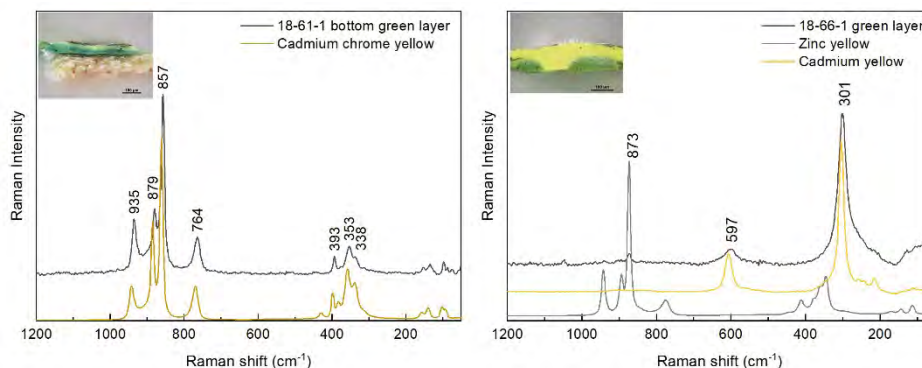 18-61-1 bottom green layer
Cadmium chrome yellow
857
935
879
764
393
353
338
Raman Intensity
1200 1000 800 600 400 200
Raman shift (cm⁻¹)
18-66-1 green layer
Zinc yellow
Cadmium yellow
301
873
597
Raman Intensity
1200 1000 800 600 400 200
Raman shift (cm⁻¹)